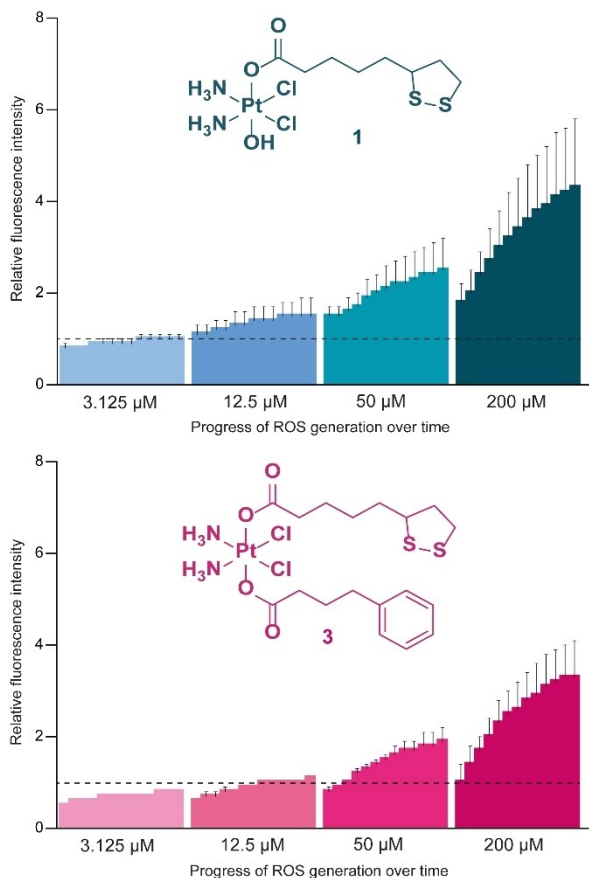 8
6
4
2
0
Relative fluorescence intensity
O
O
H₃N
Cl
Pt
H₃N
Cl
OH
S
S
1
3.125 µM
12.5 µM
50 µM
200 µM
Progress of ROS generation over time
8
6
4
2
0
Relative fluorescence intensity
O
O
H₃N
Cl
Pt
H₃N
Cl
O
O
S
S
3
3.125 µM
12.5 µM
50 µM
200 µM
Progress of ROS generation over time